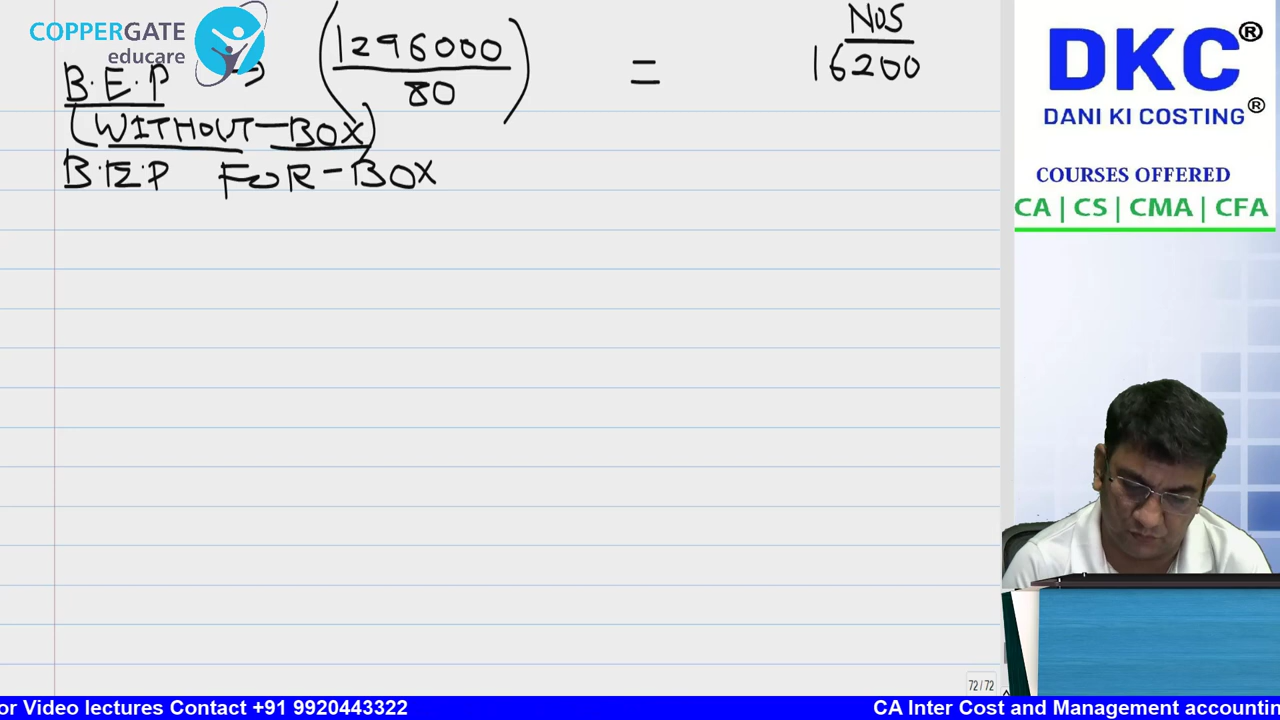 COPPERGATE
educare
B.E.P ⇒ (1296000 / 80) = NOS 16200
(WITHOUT-BOX)
B.E.P FOR-BOX
DKC®
DANI KI COSTING®
COURSES OFFERED
CA | CS | CMA | CFA
72/72
or Video lectures Contact +91 9920443322
CA Inter Cost and Management accountin